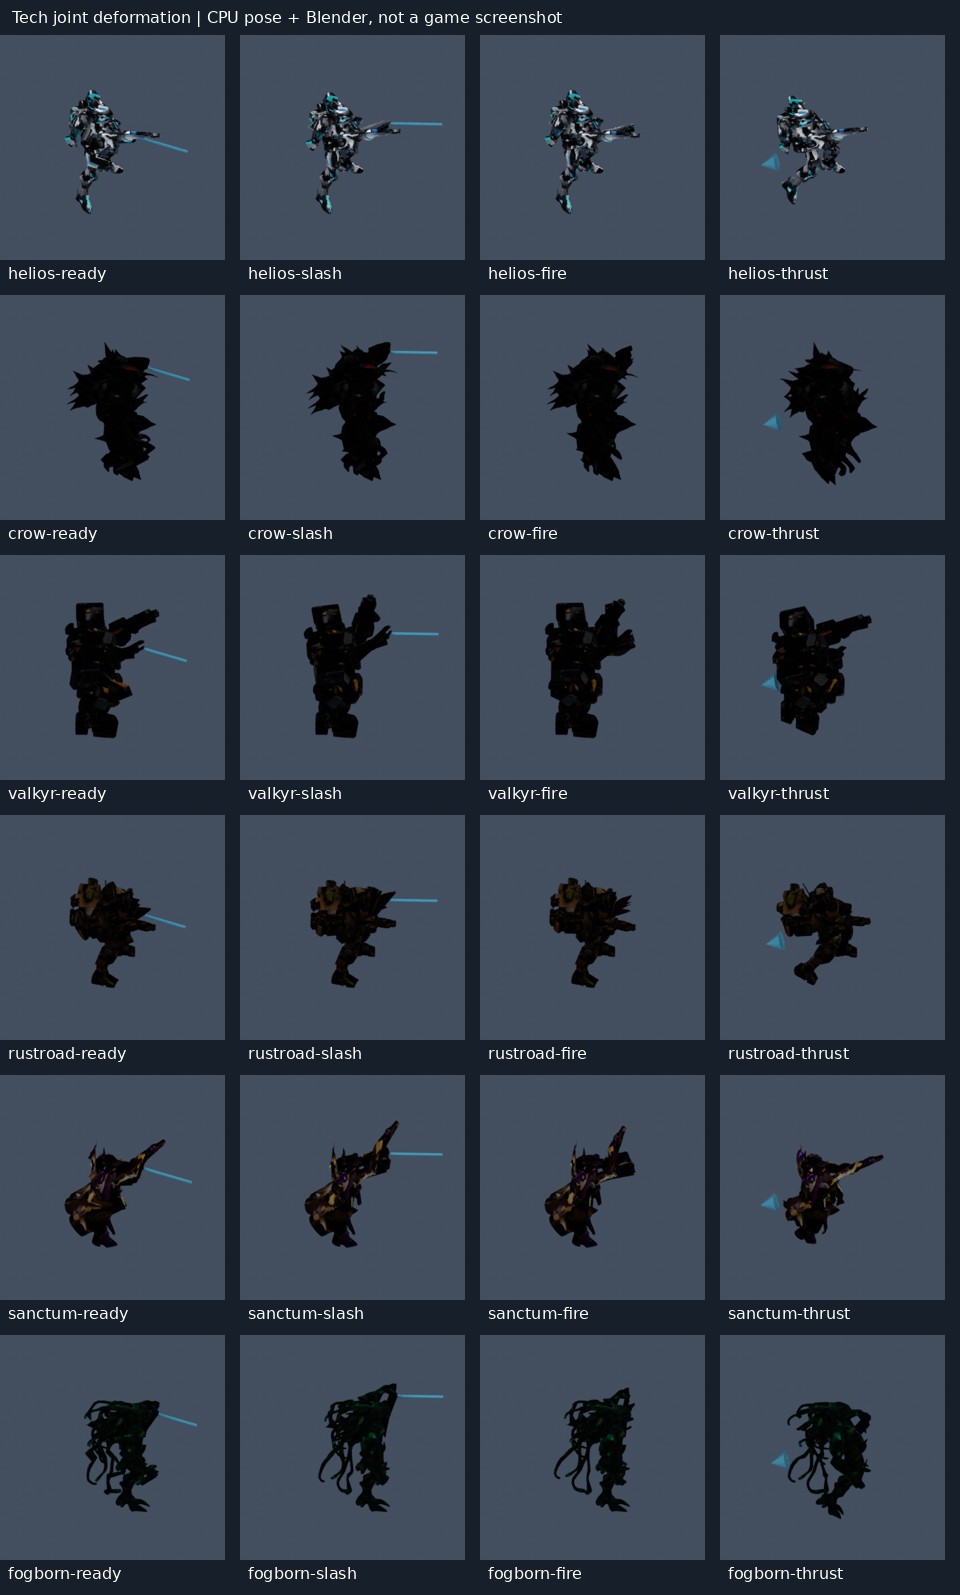 Tech joint deformation | CPU pose + Blender, not a game screenshot
helios-ready
helios-slash
helios-fire
helios-thrust
crow-ready
crow-slash
crow-fire
crow-thrust
valkyr-ready
valkyr-slash
valkyr-fire
valkyr-thrust
rustroad-ready
rustroad-slash
rustroad-fire
rustroad-thrust
sanctum-ready
sanctum-slash
sanctum-fire
sanctum-thrust
fogborn-ready
fogborn-slash
fogborn-fire
fogborn-thrust